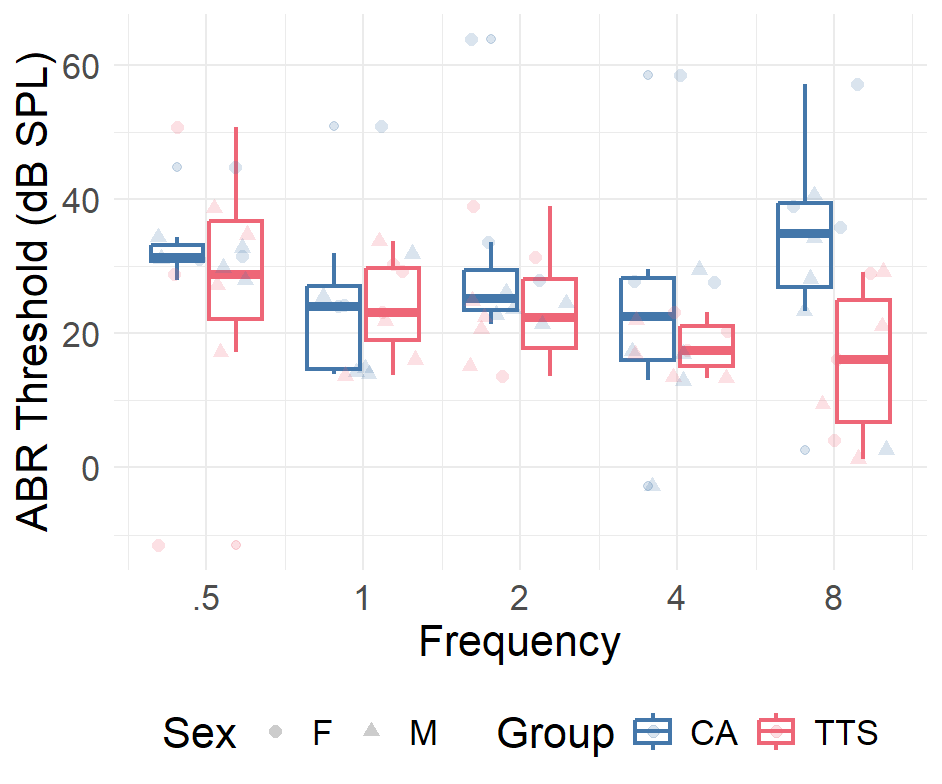 ABR Threshold (dB SPL)
60
40
20
0
.5 1 2 4 8
Frequency
Sex F M Group CA TTS